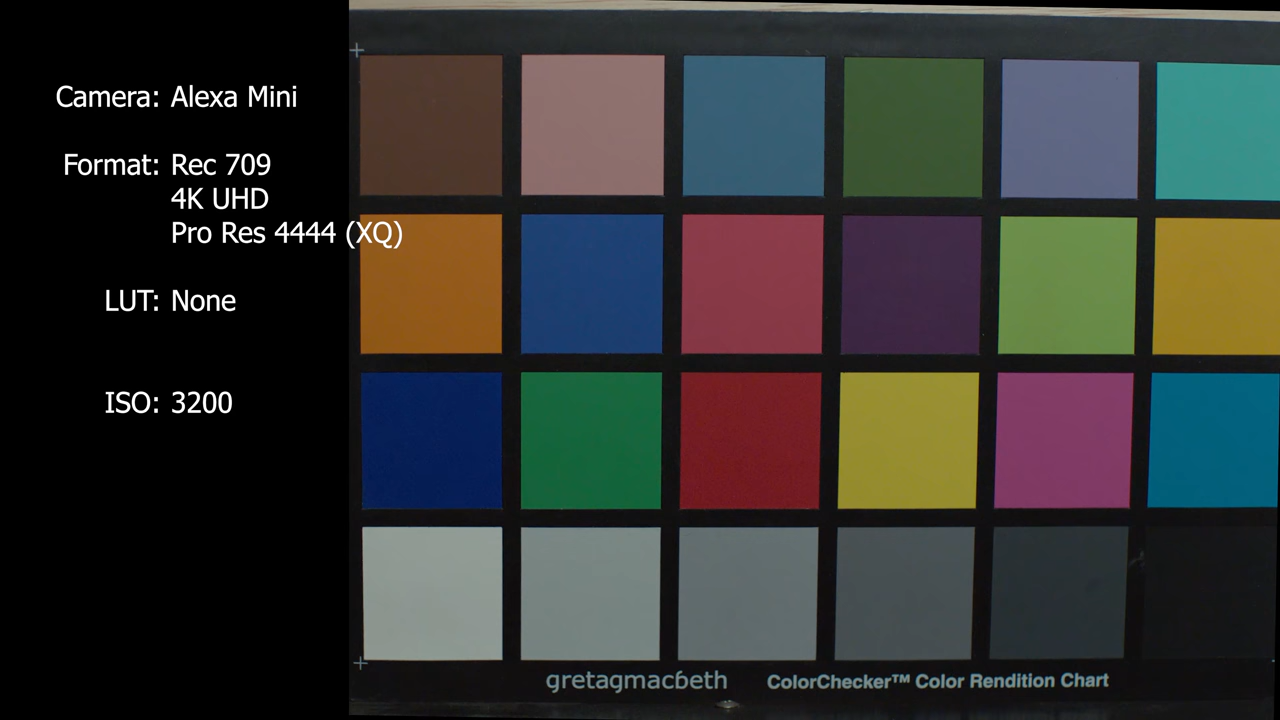 Camera: Alexa Mini
Format: Rec 709
4K UHD
Pro Res 4444 (XQ)
LUT: None
ISO: 3200
gretagmacbeth
ColorChecker™ Color Rendition Chart